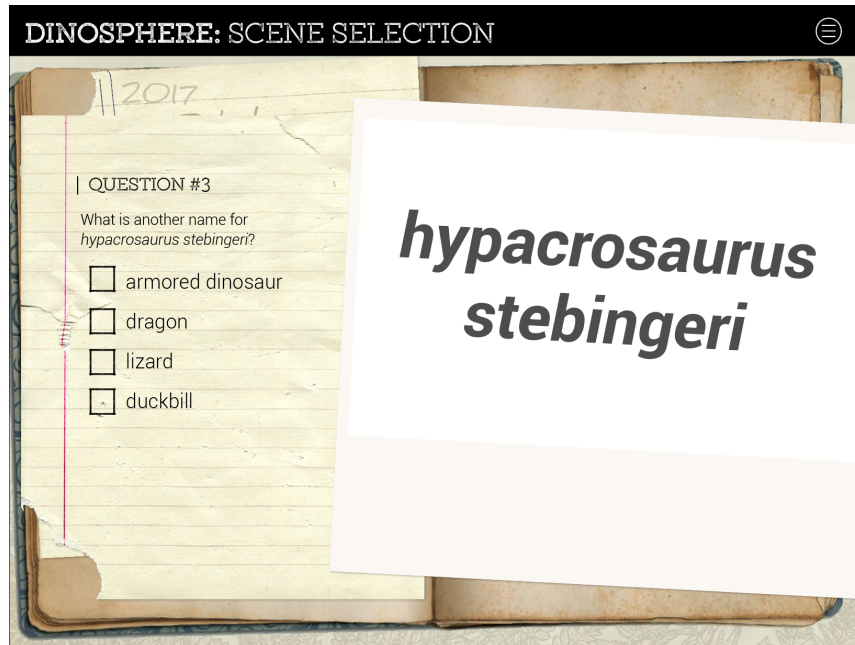 DINOSPHERE: SCENE SELECTION
2017
QUESTION #3
What is another name for
hypacrosaurus stebingeri?
armored dinosaur
dragon
lizard
duckbill
hypacrosaurus
stebingeri